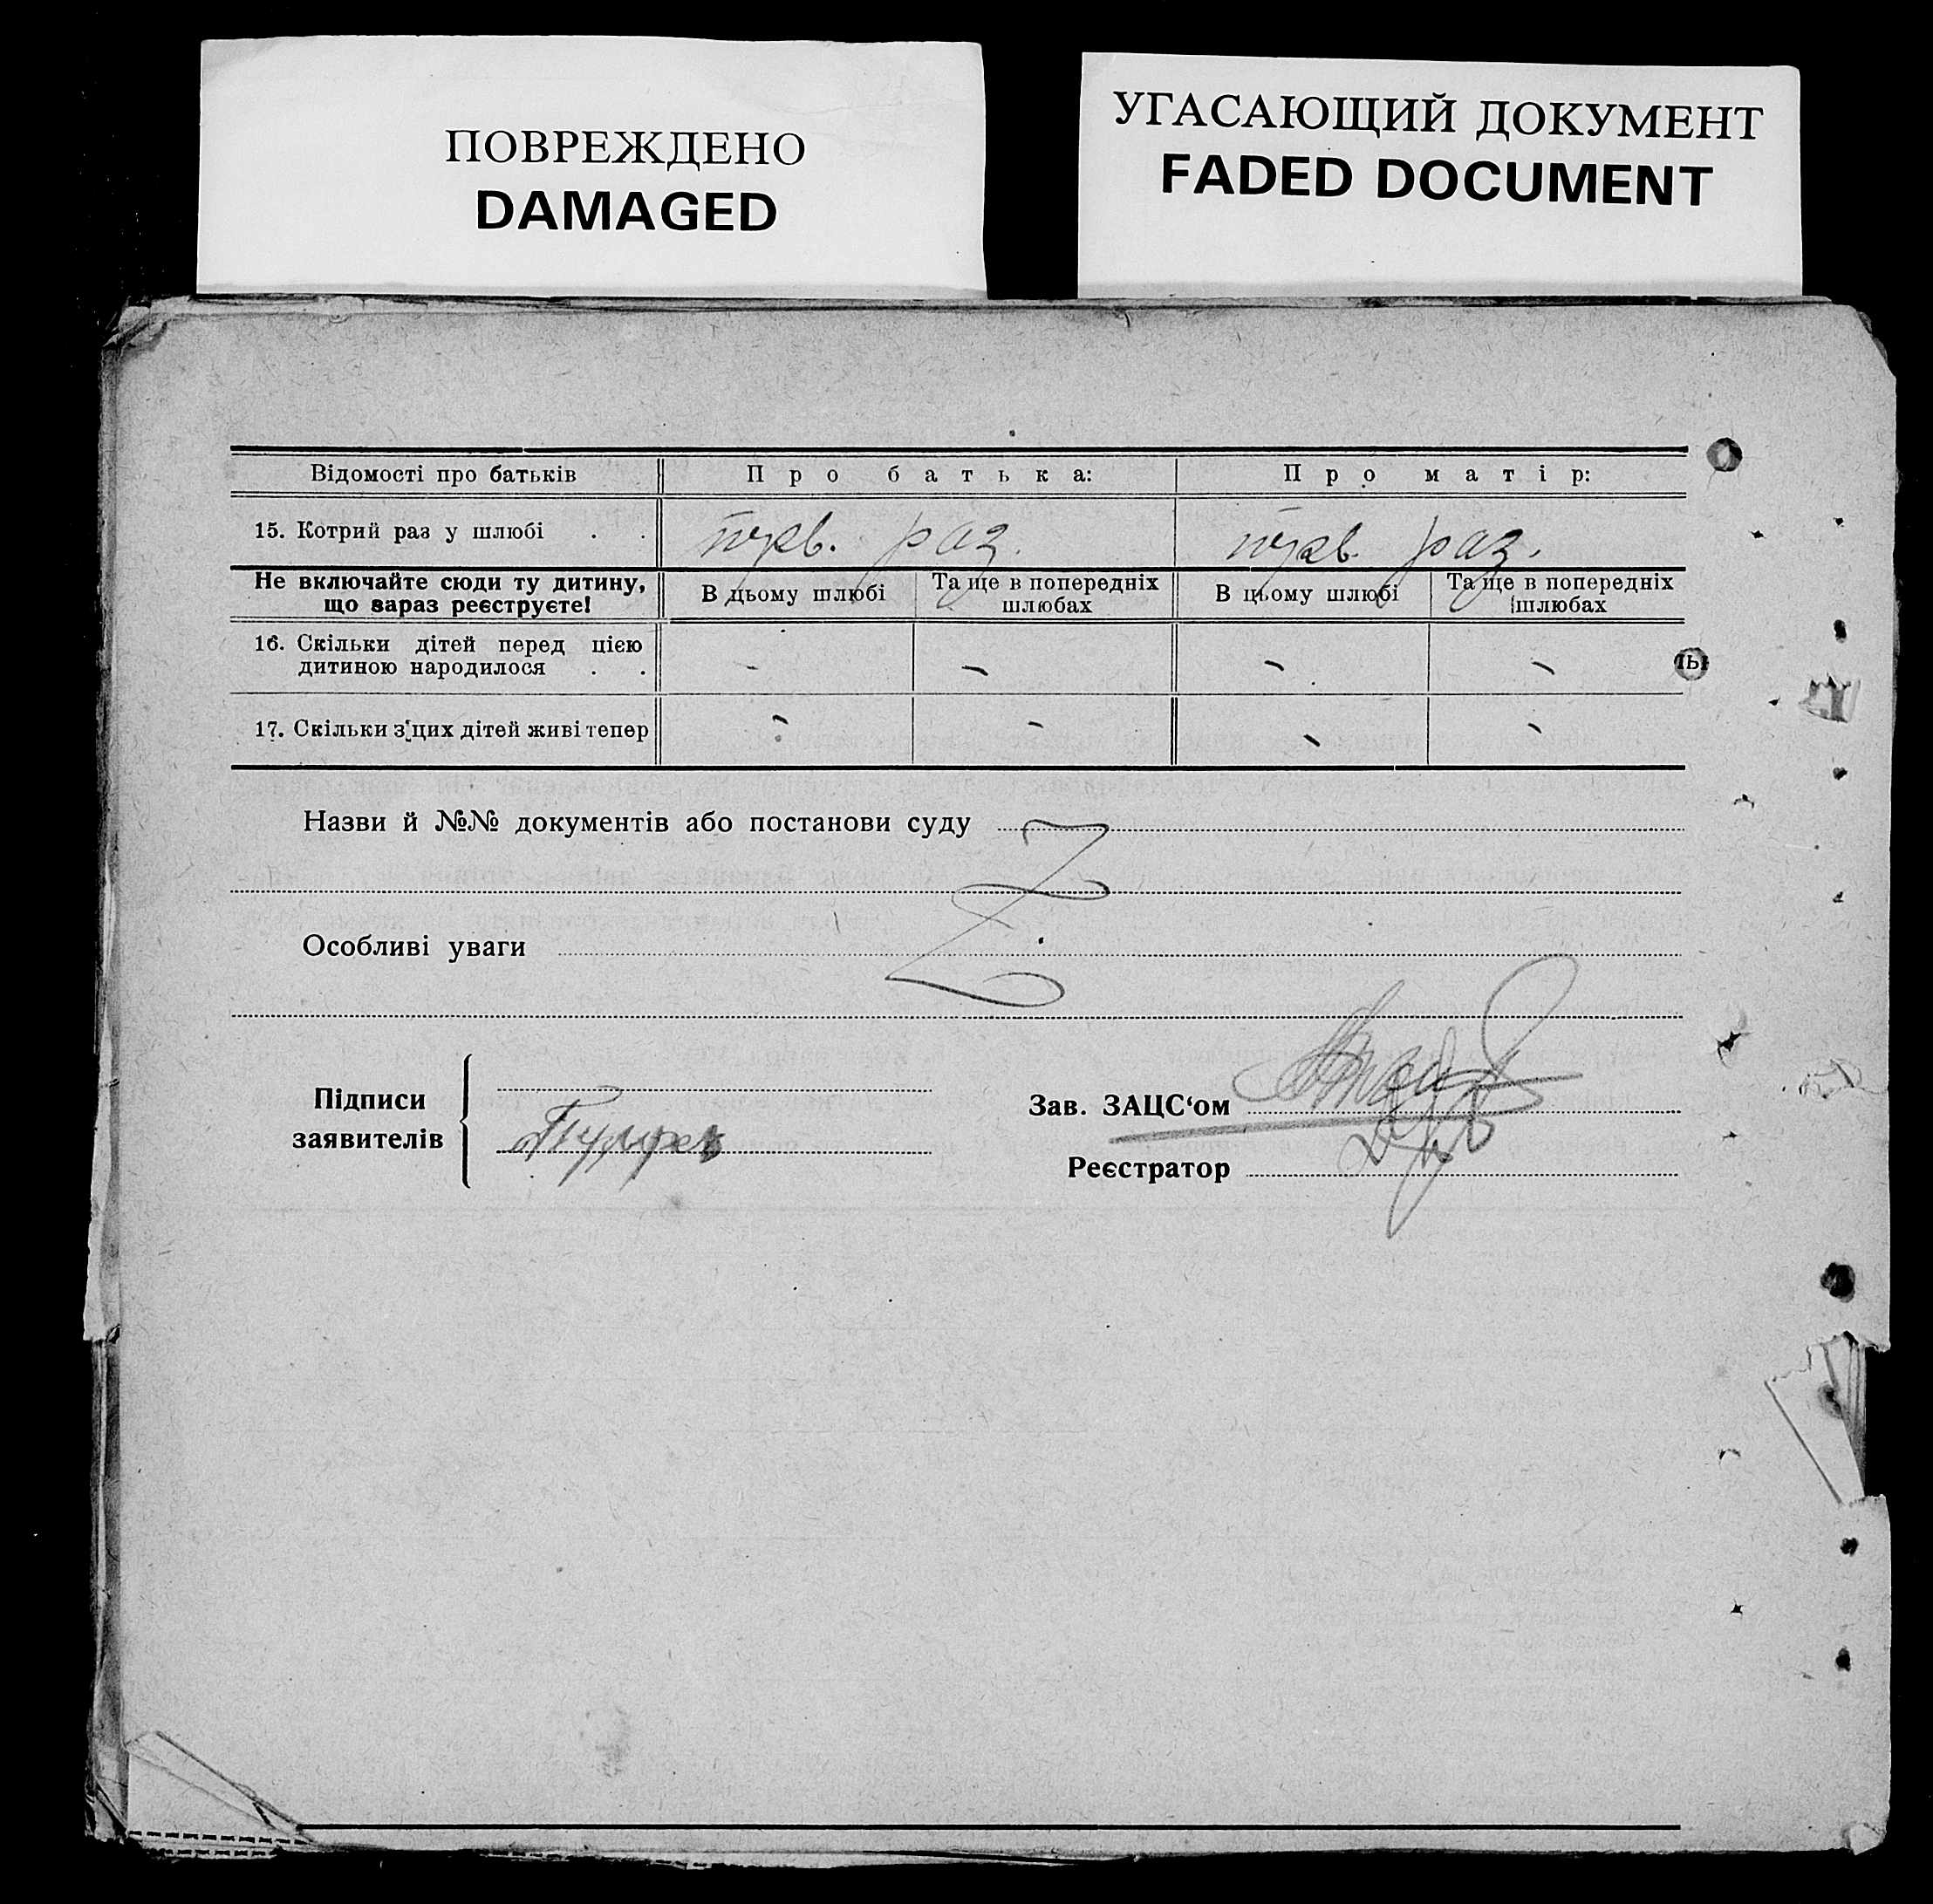 ПОВРЕЖДЕНО
DAMAGED
УГАСАЮЩИЙ ДОКУМЕНТ
FADED DOCUMENT
Відомості про батьків Про батька: Про матір:
15. Котрий раз у шлюбі . . перв. раз. перв. раз.
Не включайте сюди ту дитину, що зараз реєструєте! В цьому шлюбі Та ще в попередніх шлюбах В цьому шлюбі Та ще в попередніх шлюбах
16. Скільки дітей перед цією дитиною народилося . . - - - -
17. Скільки з цих дітей живі тепер - - - -
Назви й №№ документів або постанови суду
Z
Особливі уваги
Підписи заявителів
Зав. ЗАЦС‘ом
Реєстратор